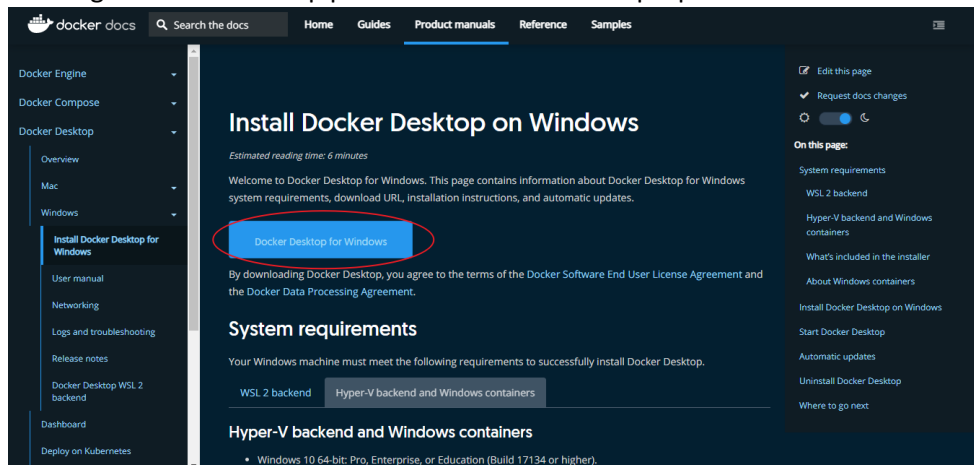 docker docs
Search the docs
Home
Guides
Product manuals
Reference
Samples
Docker Engine
Docker Compose
Docker Desktop
Overview
Mac
Windows
Install Docker Desktop for
Windows
User manual
Networking
Logs and troubleshooting
Release notes
Docker Desktop WSL 2
backend
Dashboard
Deploy on Kubernetes
Install Docker Desktop on Windows
Estimated reading time: 6 minutes
Welcome to Docker Desktop for Windows. This page contains information about Docker Desktop for Windows
system requirements, download URL, installation instructions, and automatic updates.
Docker Desktop for Windows
By downloading Docker Desktop, you agree to the terms of the Docker Software End User License Agreement and
the Docker Data Processing Agreement.
System requirements
Your Windows machine must meet the following requirements to successfully install Docker Desktop.
WSL 2 backend
Hyper-V backend and Windows containers
Hyper-V backend and Windows containers
• Windows 10 64-bit: Pro, Enterprise, or Education (Build 17134 or higher).
Edit this page
Request docs changes
On this page:
System requirements
WSL 2 backend
Hyper-V backend and Windows
containers
What's included in the installer
About Windows containers
Install Docker Desktop on Windows
Start Docker Desktop
Automatic updates
Uninstall Docker Desktop
Where to go next